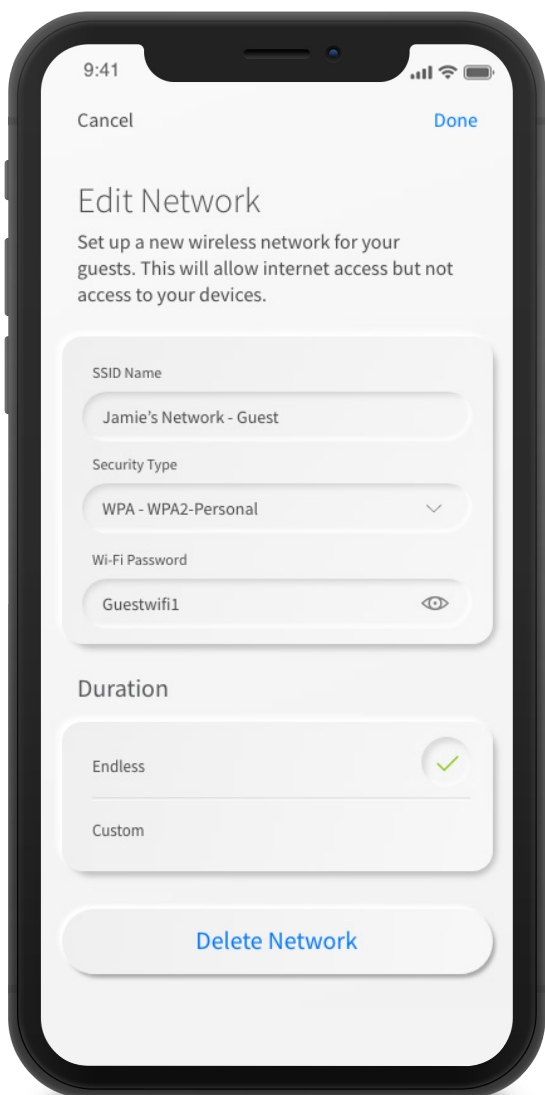 9:41
Cancel
Done
Edit Network
Set up a new wireless network for your
guests. This will allow internet access but not
access to your devices.
SSID Name
Jamie’s Network - Guest
Security Type
WPA - WPA2-Personal
Wi-Fi Password
Guestwifi1
Duration
Endless
Custom
Delete Network